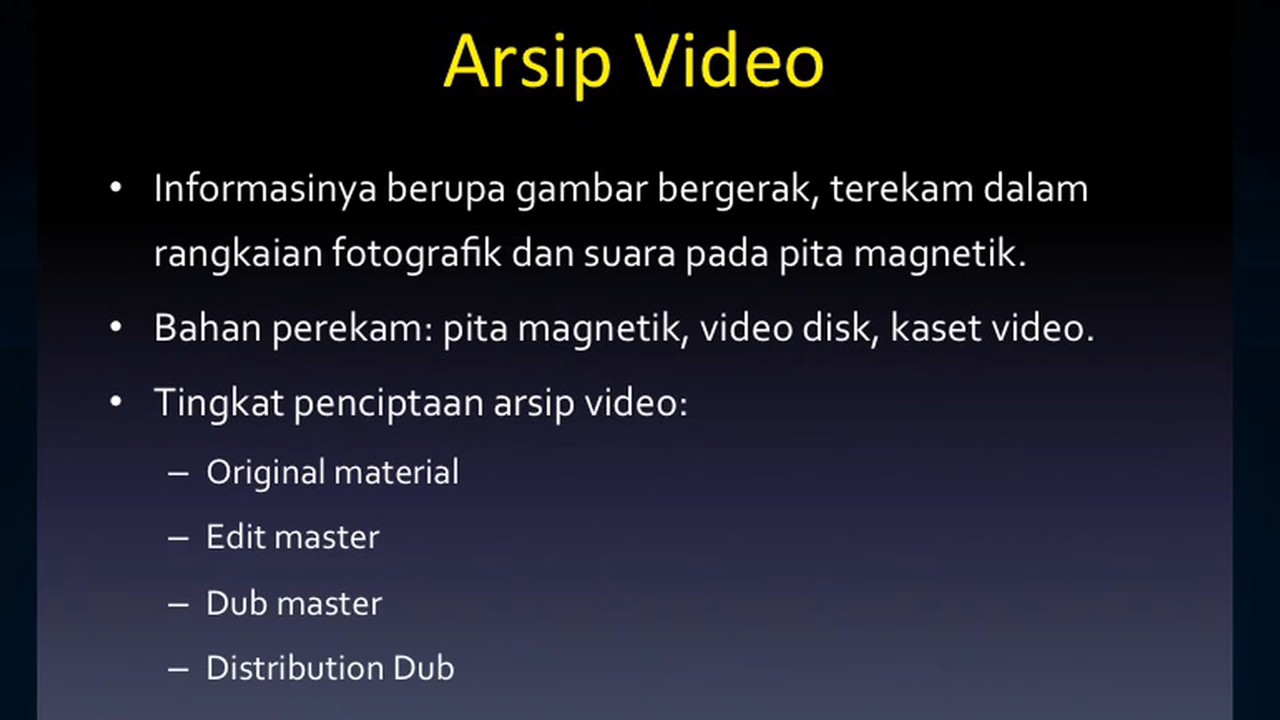 Arsip Video
• Informasinya berupa gambar bergerak, terekam dalam
rangkaian fotografik dan suara pada pita magnetik.
• Bahan perekam: pita magnetik, video disk, kaset video.
• Tingkat penciptaan arsip video:
– Original material
– Edit master
– Dub master
– Distribution Dub